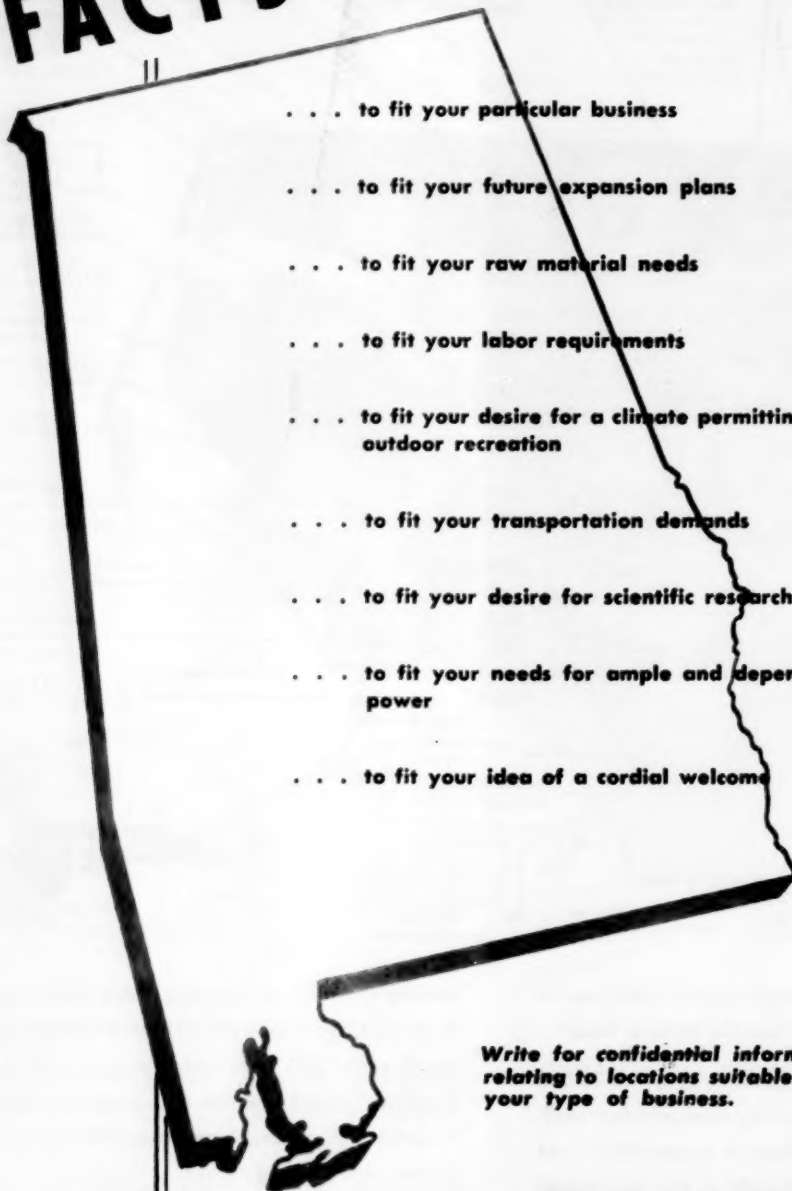 FACTS
. . . to fit your particular business
. . . to fit your future expansion plans
. . . to fit your raw material needs
. . . to fit your labor requirements
. . . to fit your desire for a climate permittin
outdoor recreation
. . . to fit your transportation demands
. . . to fit your desire for scientific research
. . . to fit your needs for ample and depen
power
. . . to fit your idea of a cordial welcome
Write for confidential inform
relating to locations suitable
your type of business.